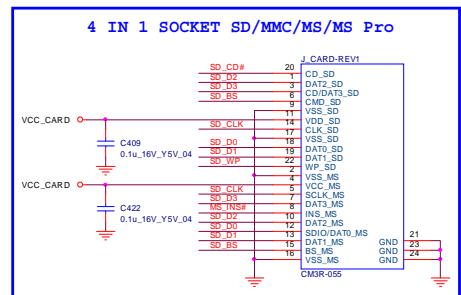 4 IN 1 SOCKET SD/MMC/MS/MS Pro
J_CARD-REV1
SD_CD# 20 CD_SD
SD_D2 1 DAT2_SD
SD_D3 3 CD/DAT3_SD
SD_BS 6 CMD_SD
9 VSS_SD
VCC_CARD 11 VDD_SD
SD_CLK 14 CLK_SD
17 VSS_SD
SD_D0 18 DAT0_SD
SD_D1 19 DAT1_SD
SD_WP 22 WP_SD
C409
0.1u_16V_Y5V_04
2 VSS_MS
VCC_CARD 4 VCC_MS
SD_CLK 5 SCLK_MS
SD_D3 7 DAT3_MS
MS_INS# 8 INS_MS
SD_D2 10 DAT2_MS
SD_D0 12 SDIO/DAT0_MS
SD_D1 13 DAT1_MS
SD_BS 15 BS_MS
16 VSS_MS
C422
0.1u_16V_Y5V_04
GND 21
GND 23
GND 24
CM3R-055